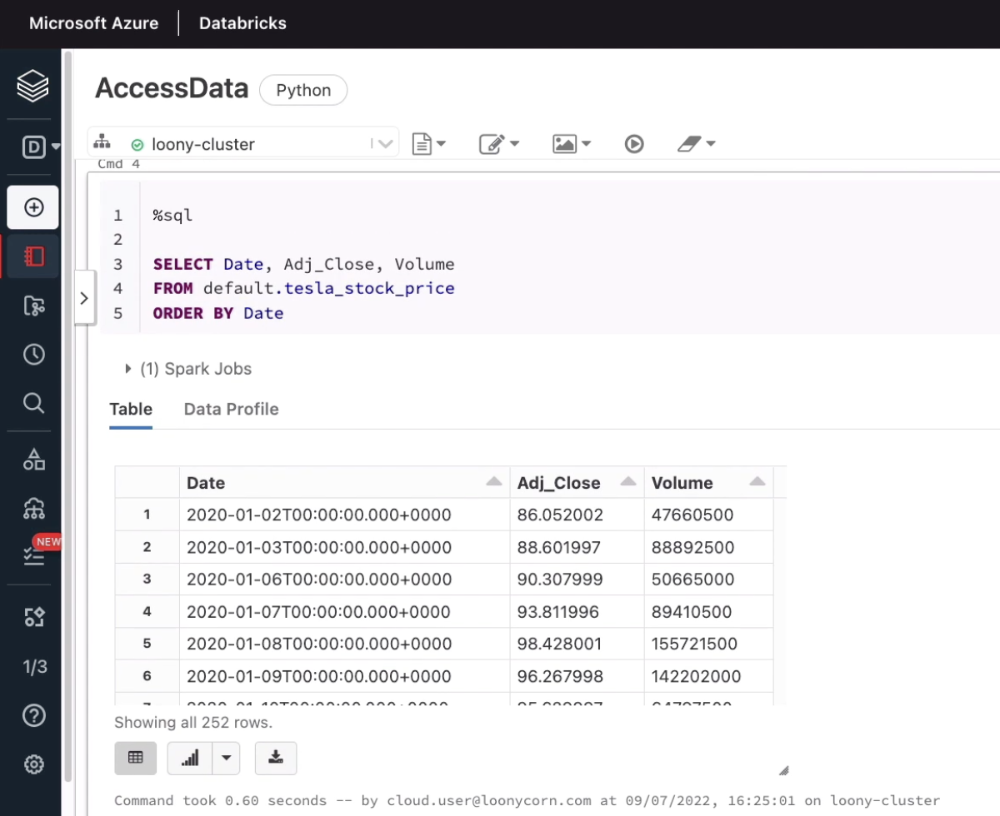 Microsoft Azure Databricks
AccessData Python
D
loony-cluster
Cmd 4
1 %sql
2
3 SELECT Date, Adj_Close, Volume
4 FROM default.tesla_stock_price
5 ORDER BY Date
(1) Spark Jobs
Table Data Profile
Date Adj_Close Volume
1 2020-01-02T00:00:00.000+0000 86.052002 47660500
2 2020-01-03T00:00:00.000+0000 88.601997 88892500
3 2020-01-06T00:00:00.000+0000 90.307999 50665000
4 2020-01-07T00:00:00.000+0000 93.811996 89410500
5 2020-01-08T00:00:00.000+0000 98.428001 155721500
6 2020-01-09T00:00:00.000+0000 96.267998 142202000
NEW
1/3
Showing all 252 rows.
Command took 0.60 seconds -- by cloud.user@loonycorn.com at 09/07/2022, 16:25:01 on loony-cluster